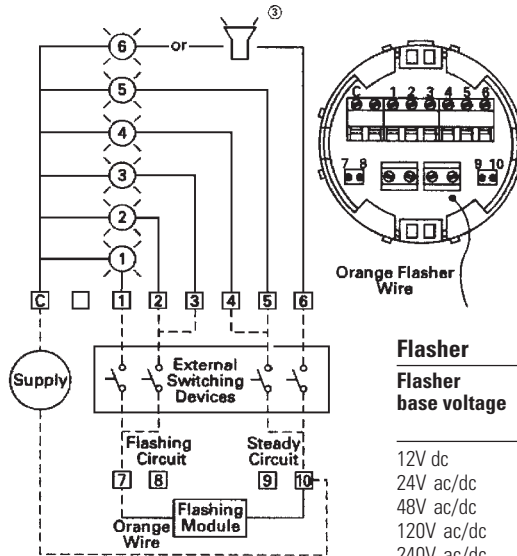 ③
6 or
5
4
3
2
1
C 1 2 3 4 5 6
Supply
External
Switching
Devices
Flashing
Circuit
Steady
Circuit
7 8 9 10
Orange
Wire
Flashing
Module
C 1 2 3 4 5 6
7 8 9 10
Orange Flasher
Wire
Flasher
Flasher
base voltage
12V dc
24V ac/dc
48V ac/dc
120V ac/dc
240V ac/dc